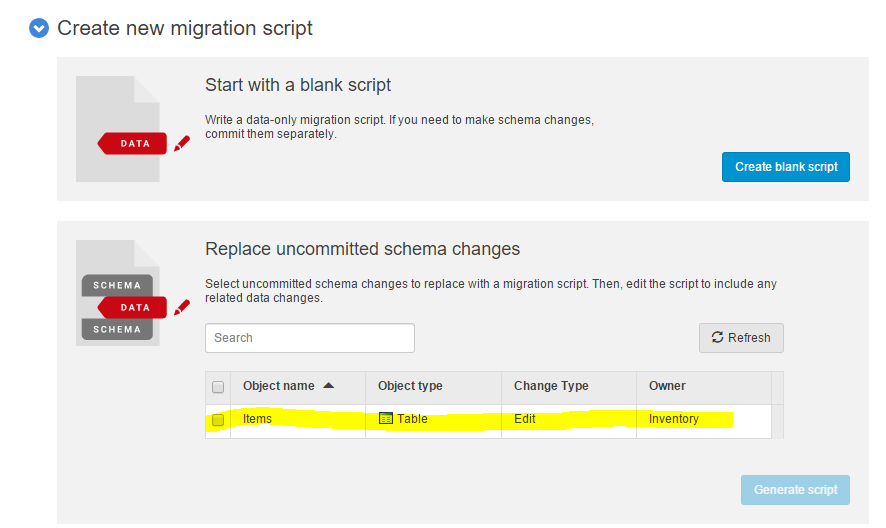 Create new migration script
Start with a blank script
Write a data-only migration script. If you need to make schema changes,
commit them separately.
DATA
Create blank script
Replace uncommitted schema changes
Select uncommitted schema changes to replace with a migration script. Then, edit the script to include any
related data changes.
SCHEMA
DATA
SCHEMA
Search
Refresh
Object name Object type Change Type Owner
Items Table Edit Inventory
Generate script